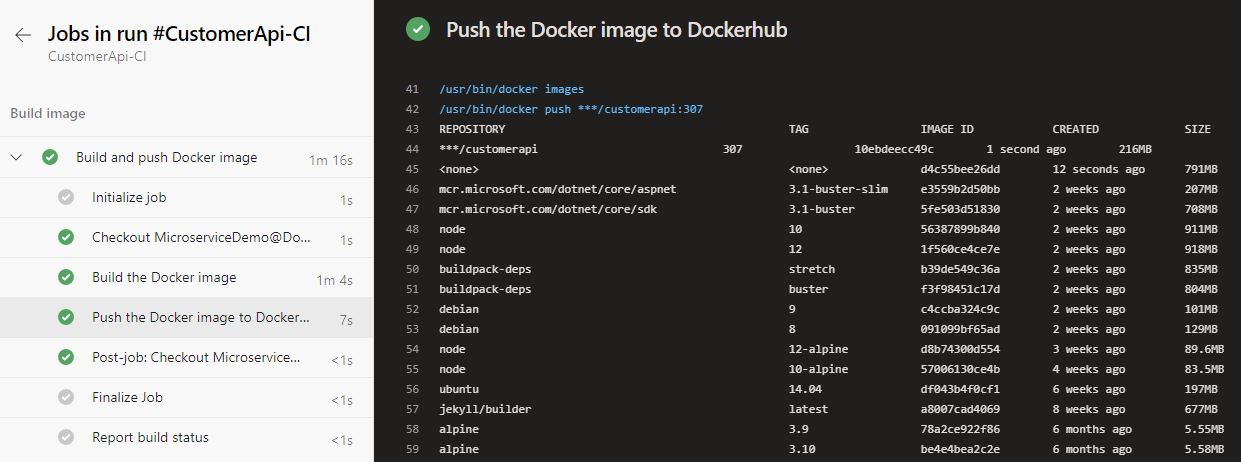 Jobs in run #CustomerApi-CI
CustomerApi-CI
Build image
Build and push Docker image 1m 16s
Initialize job 1s
Checkout MicroserviceDemo@Do... 1s
Build the Docker image 1m 4s
Push the Docker image to Docker... 7s
Post-job: Checkout Microservice... <1s
Finalize Job <1s
Report build status <1s
Push the Docker image to Dockerhub
41 /usr/bin/docker images
42 /usr/bin/docker push ***/customerapi:307
43 REPOSITORY TAG IMAGE ID CREATED SIZE
44 ***/customerapi 307 10ebdeecc49c 1 second ago 216MB
45 <none> <none> d4c55bee26dd 12 seconds ago 791MB
46 mcr.microsoft.com/dotnet/core/aspnet 3.1-buster-slim e3559b2d50bb 2 weeks ago 207MB
47 mcr.microsoft.com/dotnet/core/sdk 3.1-buster 5fe503d51830 2 weeks ago 708MB
48 node 10 56387899b840 2 weeks ago 911MB
49 node 12 1f560ce4ce7e 2 weeks ago 918MB
50 buildpack-deps stretch b39de549c36a 2 weeks ago 835MB
51 buildpack-deps buster f3f98451c17d 2 weeks ago 804MB
52 debian 9 c4ccba324c9c 2 weeks ago 101MB
53 debian 8 091099bf65ad 2 weeks ago 129MB
54 node 12-alpine d8b74300d554 3 weeks ago 89.6MB
55 node 10-alpine 57006130ce4b 4 weeks ago 83.5MB
56 ubuntu 14.04 df043b4f0cf1 6 weeks ago 197MB
57 jekyll/builder latest a8007cad4069 8 weeks ago 677MB
58 alpine 3.9 78a2ce922f86 6 months ago 5.55MB
59 alpine 3.10 be4e4bea2c2e 6 months ago 5.58MB